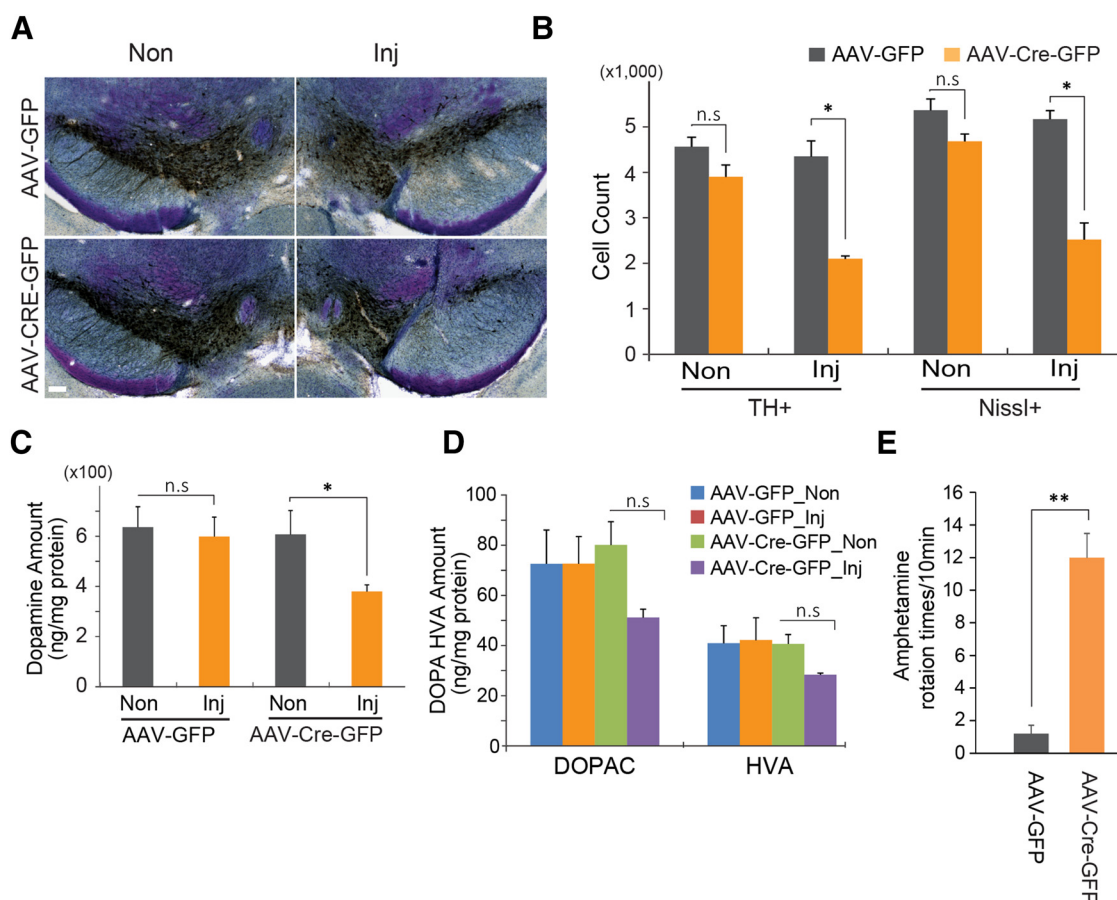 A
Non
Inj
AAV-GFP
AAV-CRE-GFP
B
AAV-GFP
AAV-Cre-GFP
(x1,000)
Cell Count
5
4
3
2
1
0
n.s
*
n.s
*
Non
Inj
Non
Inj
TH+
Nissl+
C
(x100)
Dopamine Amount
(ng/mg protein)
6
4
2
0
n.s
*
Non
Inj
Non
Inj
AAV-GFP
AAV-Cre-GFP
D
DOPA HVA Amount
(ng/mg protein)
100
80
60
40
20
0
n.s
n.s
AAV-GFP_Non
AAV-GFP_Inj
AAV-Cre-GFP_Non
AAV-Cre-GFP_Inj
DOPAC
HVA
E
Amphetamine
rotaion times/10min
16
14
12
10
8
6
4
2
0
**
AAV-GFP
AAV-Cre-GFP